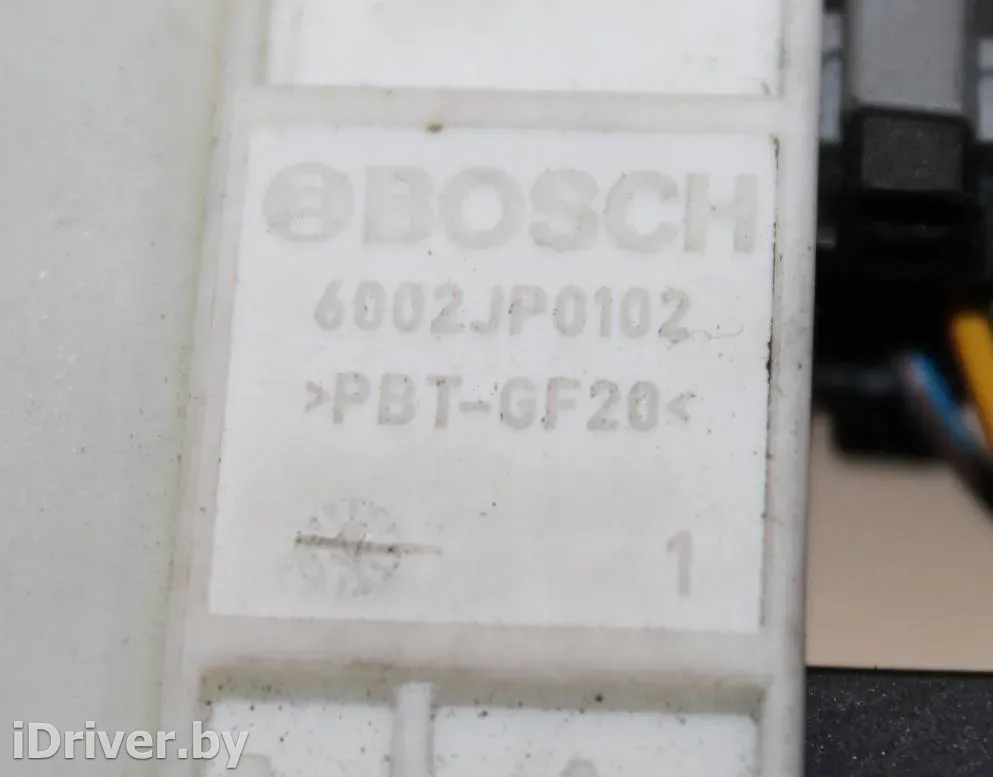 BOSCH
6002JP0102
>PBT-GF20<
1
iDriver.by